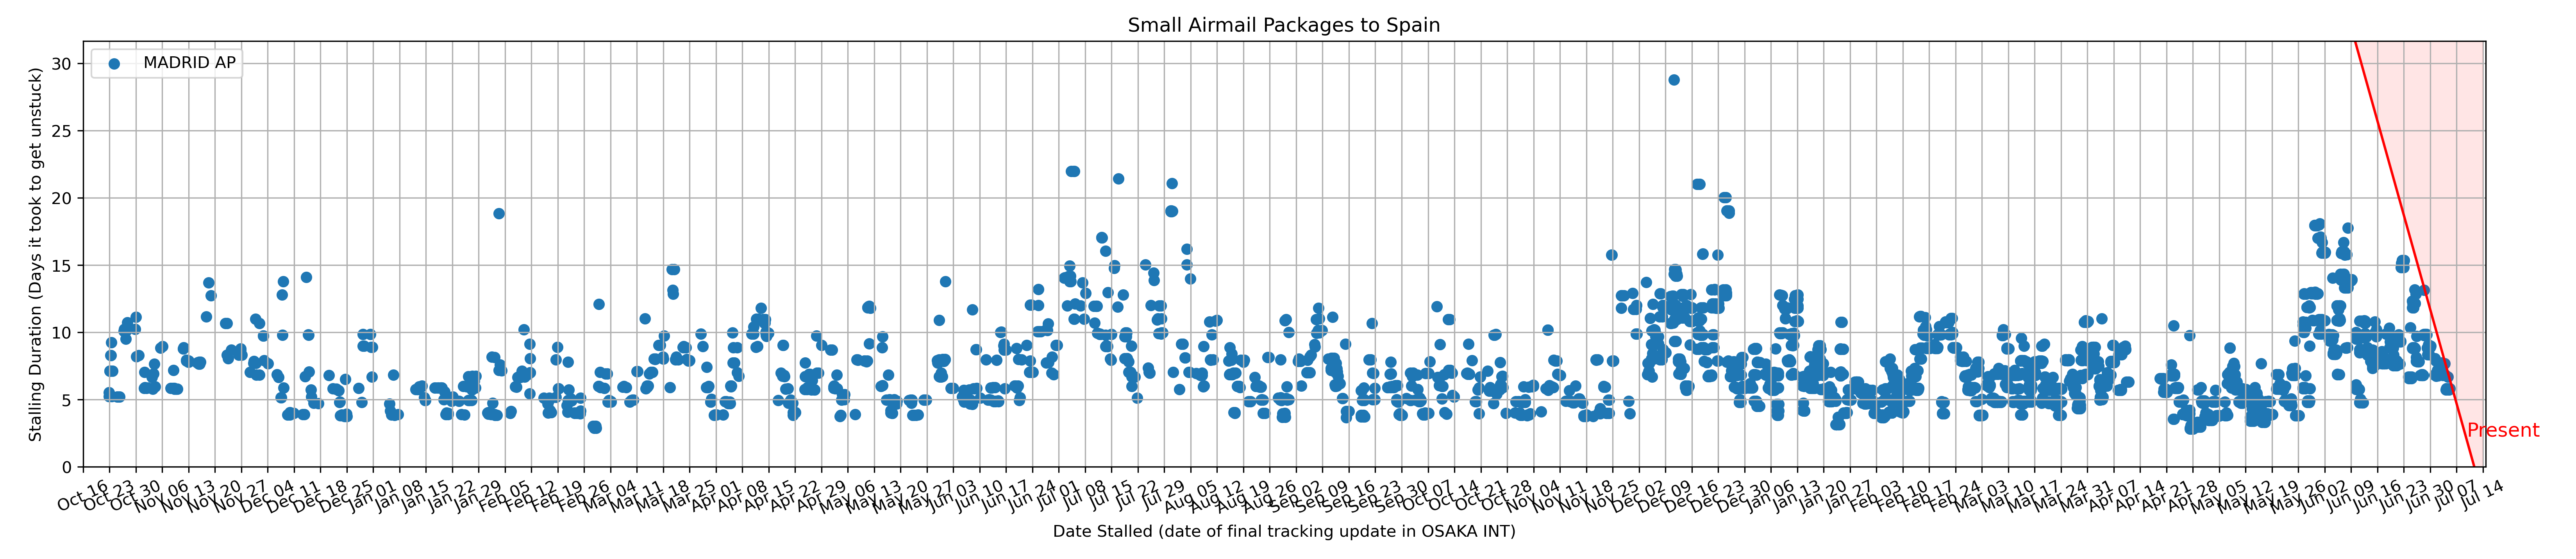 Small Airmail Packages to Spain
MADRID AP
Stalling Duration (Days it took to get unstuck)
30
25
20
15
10
5
0
Present
Oct 16
Oct 23
Oct 30
Nov 06
Nov 13
Nov 20
Nov 27
Dec 04
Dec 11
Dec 18
Dec 25
Jan 01
Jan 08
Jan 15
Jan 22
Jan 29
Feb 05
Feb 12
Feb 19
Feb 26
Mar 04
Mar 11
Mar 18
Mar 25
Apr 01
Apr 08
Apr 15
Apr 22
Apr 29
May 06
May 13
May 20
May 27
Jun 03
Jun 10
Jun 17
Jun 24
Jul 01
Jul 08
Jul 15
Jul 22
Jul 29
Aug 05
Aug 12
Aug 19
Aug 26
Sep 02
Sep 09
Sep 16
Sep 23
Sep 30
Oct 07
Oct 14
Oct 21
Oct 28
Nov 04
Nov 11
Nov 18
Nov 25
Dec 02
Dec 09
Dec 16
Dec 23
Dec 30
Jan 06
Jan 13
Jan 20
Jan 27
Feb 03
Feb 10
Feb 17
Feb 24
Mar 03
Mar 10
Mar 17
Mar 24
Mar 31
Apr 07
Apr 14
Apr 21
Apr 28
May 05
May 12
May 19
May 26
Jun 02
Jun 09
Jun 16
Jun 23
Jun 30
Jul 07
Jul 14
Date Stalled (date of final tracking update in OSAKA INT)